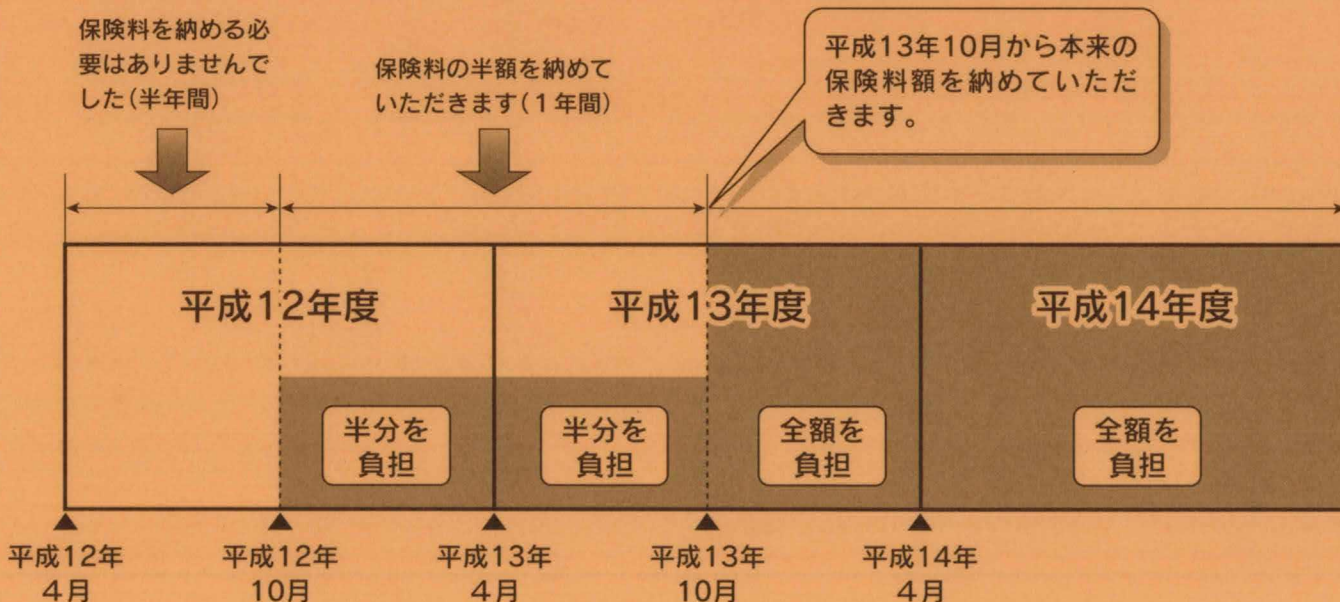 保険料を納める必
要はありませんで
した(半年間)
保険料の半額を納めて
いただきます(1年間)
平成13年10月から本来の
保険料額を納めていただ
きます。
平成12年度
平成13年度
平成14年度
半分を
負担
半分を
負担
全額を
負担
全額を
負担
平成12年
4月
平成12年
10月
平成13年
4月
平成13年
10月
平成14年
4月